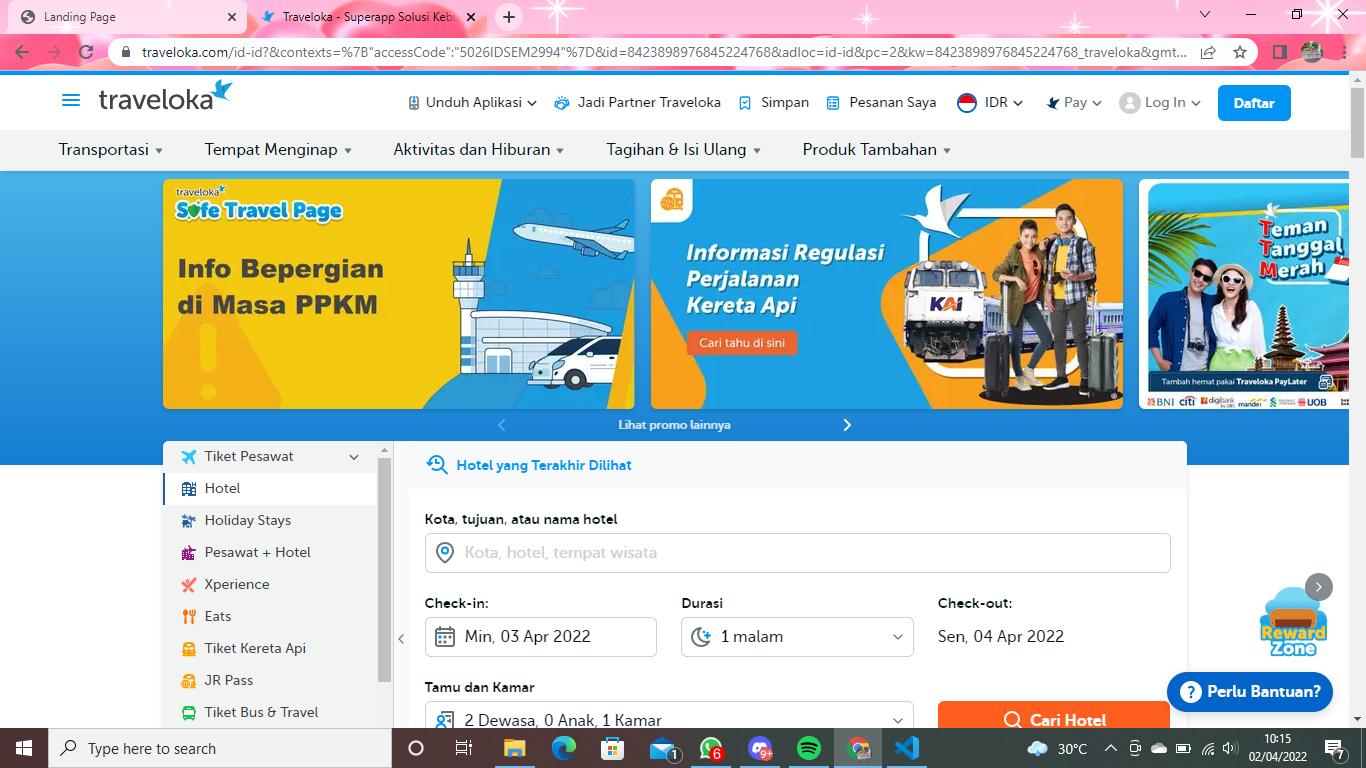 Landing Page
Traveloka - Superapp Solusi Keb
traveloka.com/id-id?&contexts=%7B"accessCode":"5026IDSEM2994"%7D&id=8423898976845224768&adloc=id-id&pc=2&kw=8423898976845224768_traveloka&gmt...
traveloka
Unduh Aplikasi
Jadi Partner Traveloka
Simpan
Pesanan Saya
IDR
Pay
Log In
Daftar
Transportasi
Tempat Menginap
Aktivitas dan Hiburan
Tagihan & Isi Ulang
Produk Tambahan
traveloka
Safe Travel Page
Info Bepergian
di Masa PPKM
Informasi Regulasi
Perjalanan
Kereta Api
Cari tahu di sini
KAI
Teman
Tanggal
Merah
Tambah hemat pakai Traveloka PayLater
BNI citi digibank mandiri UOB
Lihat promo lainnya
Tiket Pesawat
Hotel
Holiday Stays
Pesawat + Hotel
Xperience
Eats
Tiket Kereta Api
JR Pass
Tiket Bus & Travel
Hotel yang Terakhir Dilihat
Kota, tujuan, atau nama hotel
Kota, hotel, tempat wisata
Check-in:
Durasi
Check-out:
Min, 03 Apr 2022
1 malam
Sen, 04 Apr 2022
Tamu dan Kamar
2 Dewasa, 0 Anak, 1 Kamar
Cari Hotel
Reward
Zone
? Perlu Bantuan?
Type here to search
1
6
9+
30°C
10:15
02/04/2022
7